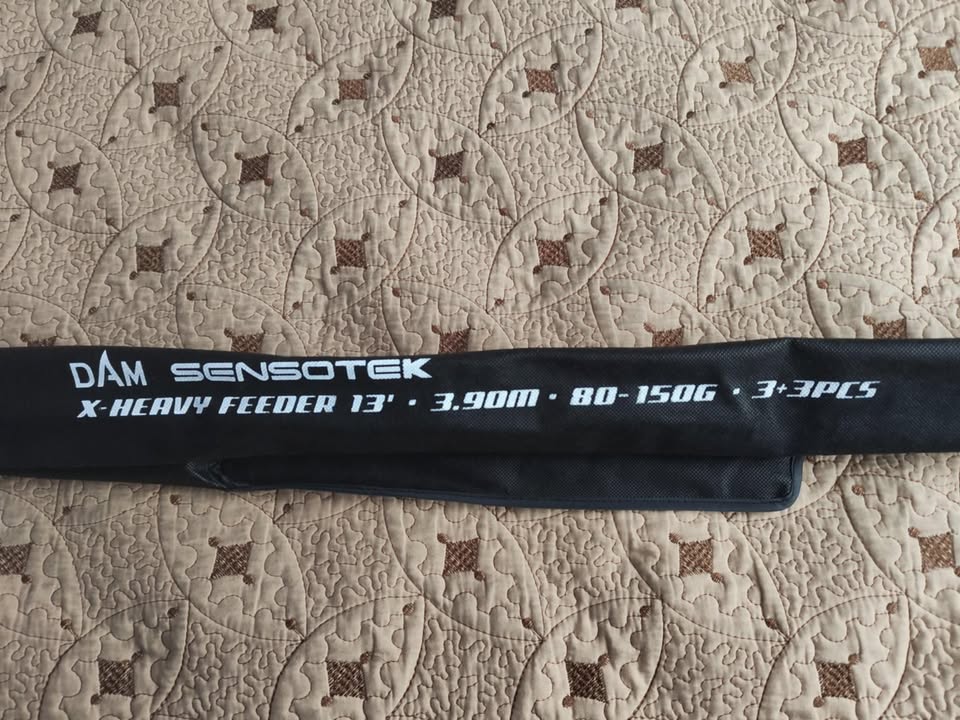 DAM SENSOTEK
X-HEAVY FEEDER 13' · 3.90M · 80-150G · 3+3PCS